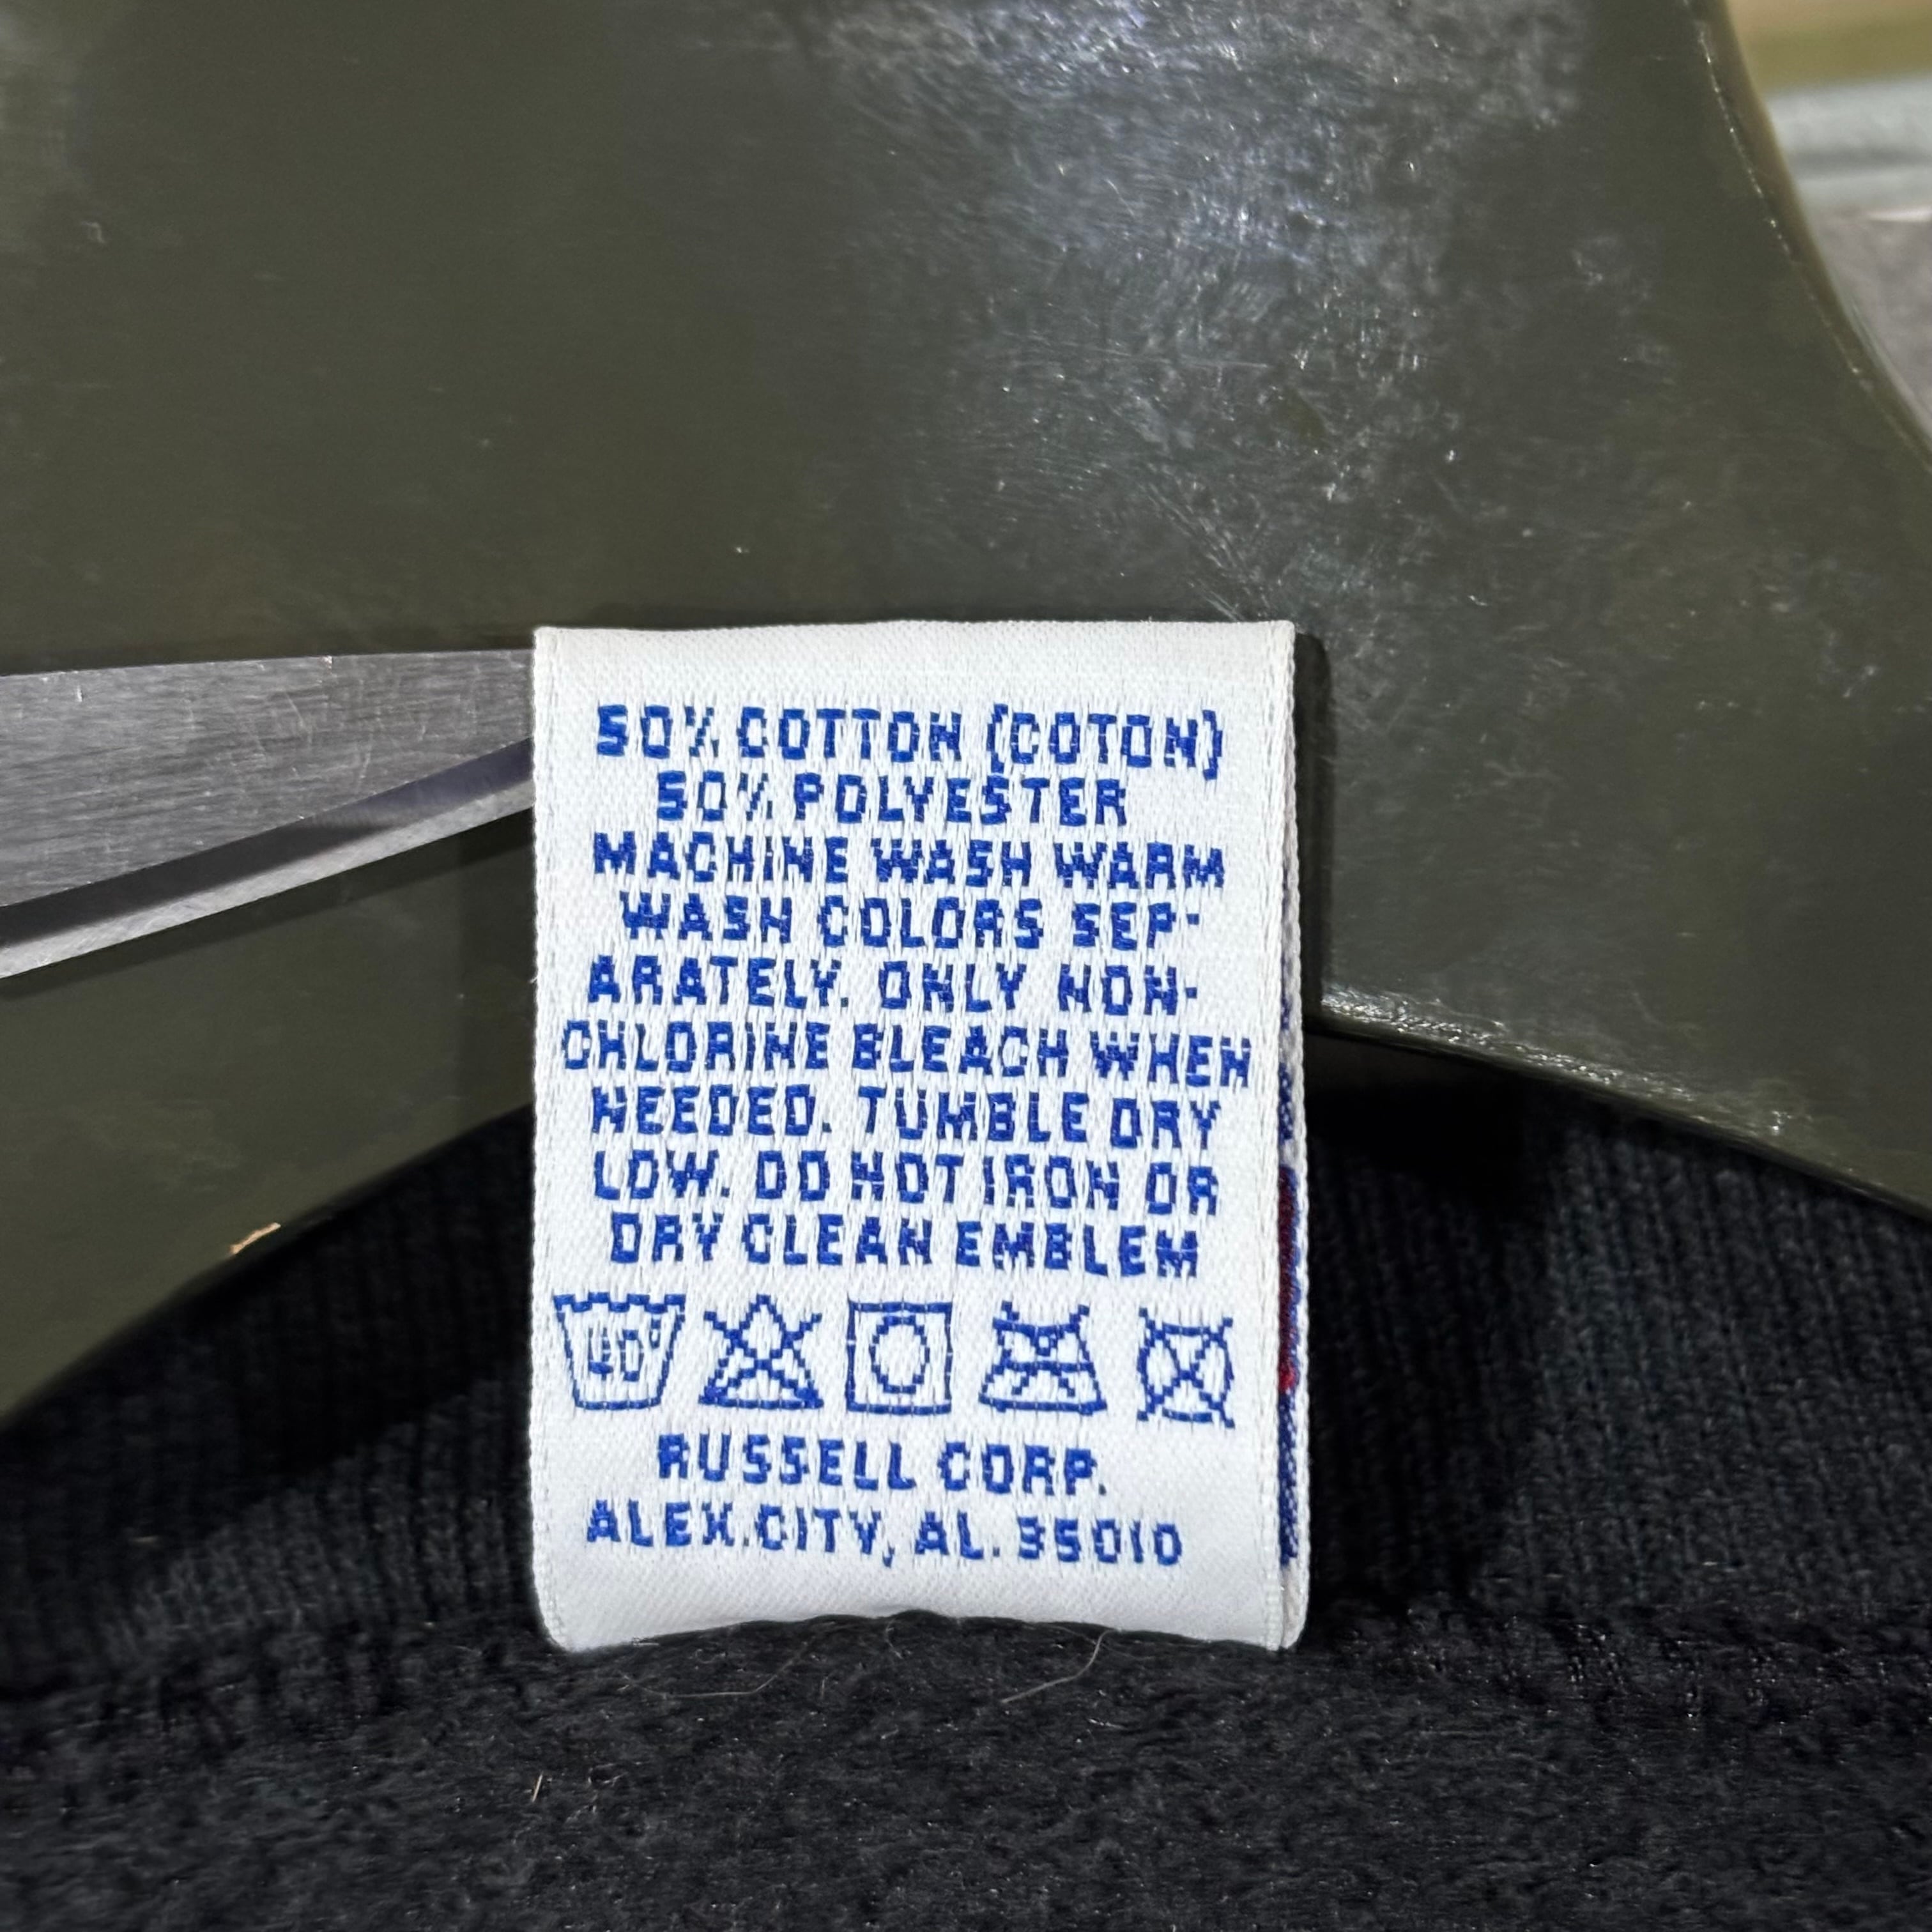 50% COTTON (COTON)
50% POLYESTER
MACHINE WASH WARM
WASH COLORS SEP-
ARATELY. ONLY NON-
CHLORINE BLEACH WHEN
NEEDED. TUMBLE DRY
LOW. DO NOT IRON OR
DRY CLEAN EMBLEM
40°
RUSSELL CORP.
ALEX.CITY, AL. 35010